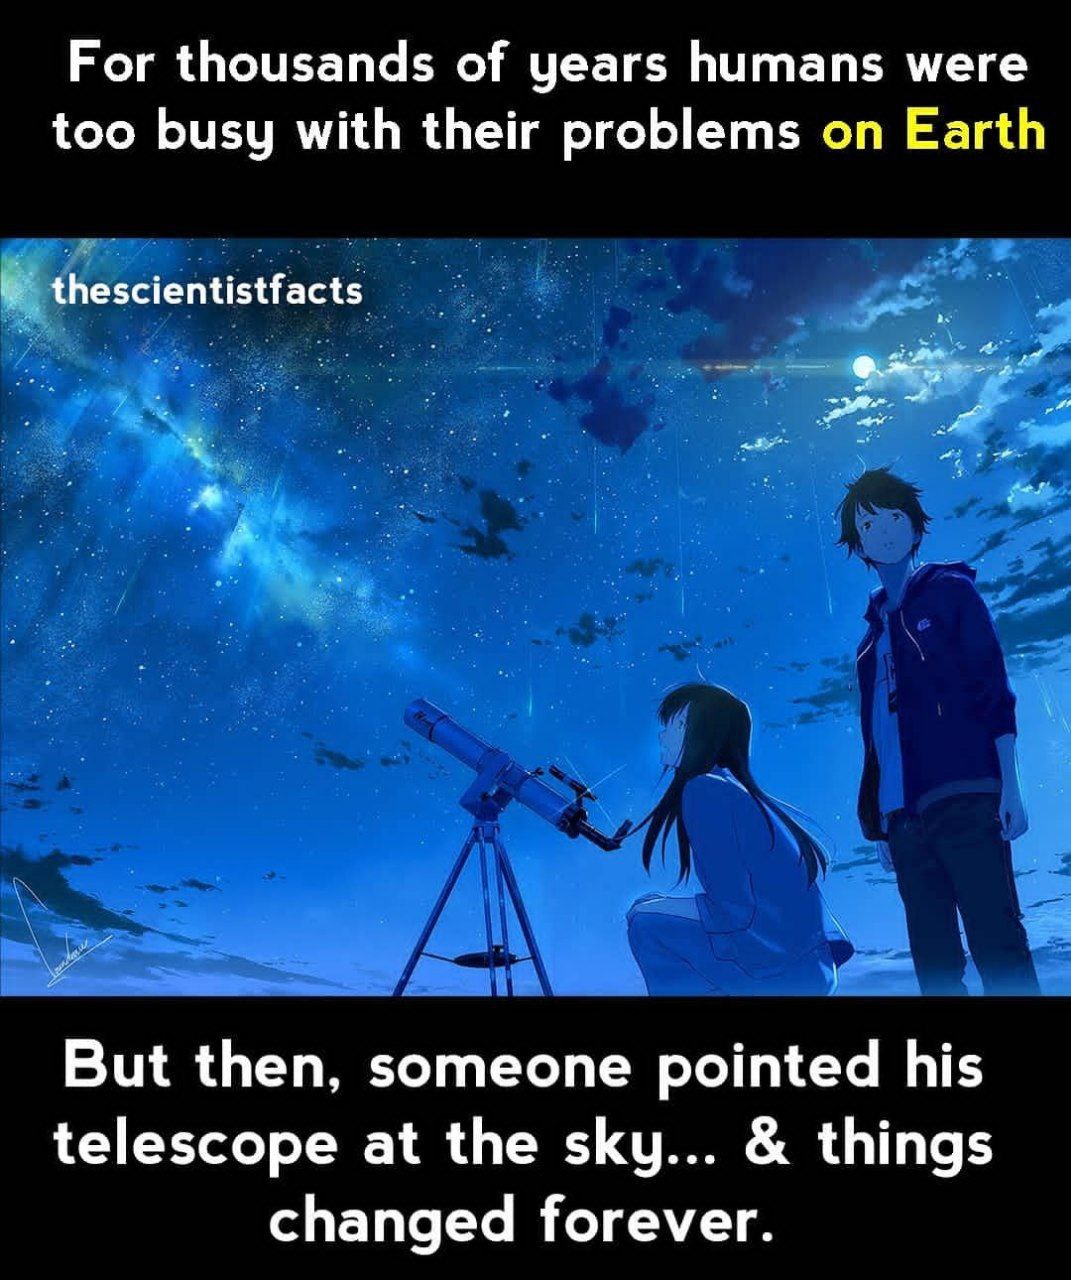 For thousands of years humans were
too busy with their problems on Earth
thescientistfacts
But then, someone pointed his
telescope at the sky... & things
changed forever.